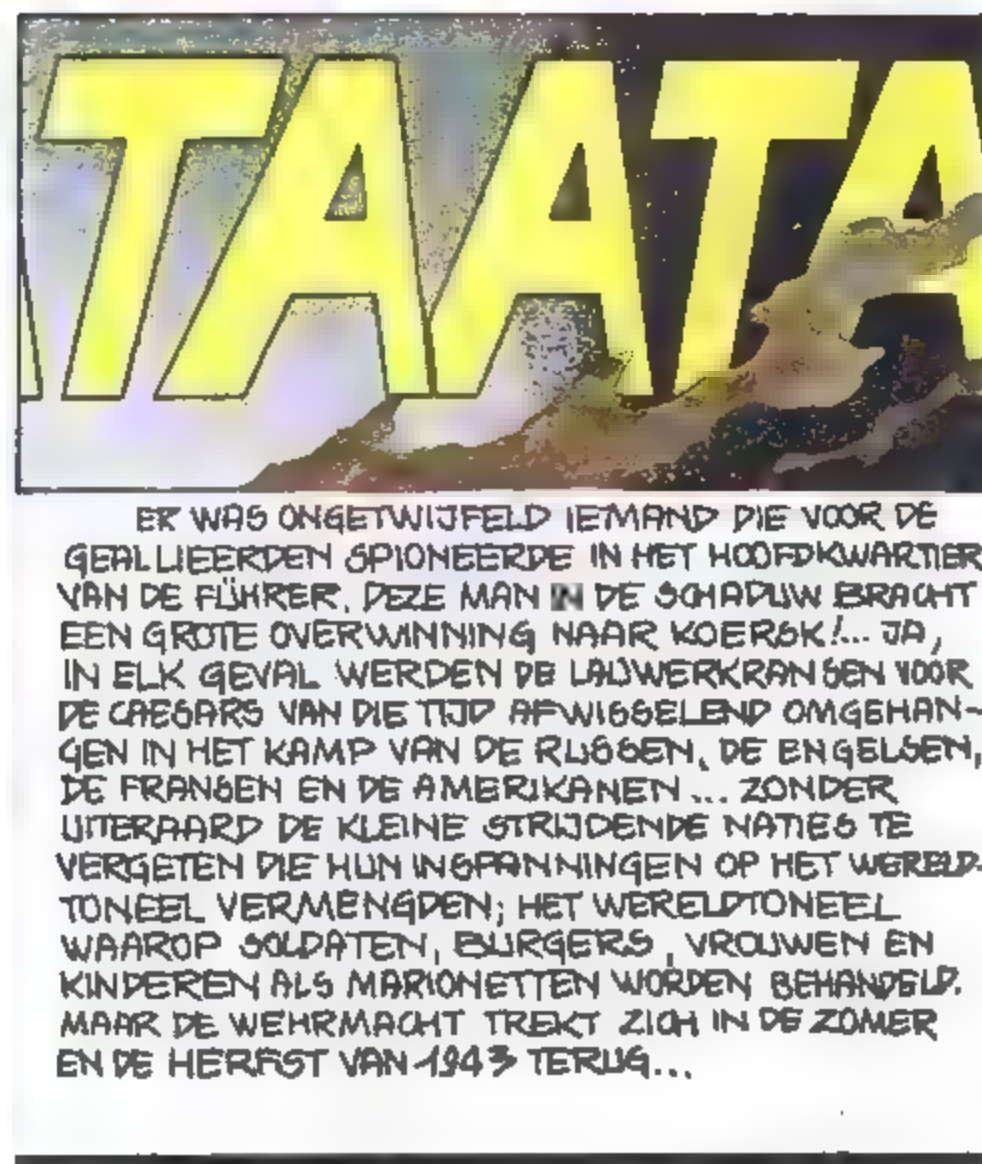 TAATA
ER WAS ONGETWIJFELD IEMAND DIE VOOR DE
GEALLIEERDEN SPIONEERDE IN HET HOOFDKWARTIER
VAN DE FÜHRER. DEZE MAN IN DE SCHADUW BRACHT
EEN GROTE OVERWINNING NAAR KOERSK!... JA,
IN ELK GEVAL WERDEN DE LAUWERKRANSEN VOOR
DE CAESARS VAN DIE TIJD AFWISSELEND OMGEHAN-
GEN IN HET KAMP VAN DE RUSSEN, DE ENGELSEN,
DE FRANSEN EN DE AMERIKANEN... ZONDER
UITERAARD DE KLEINE STRIJDENDE NATIES TE
VERGETEN DIE HUN INSPANNINGEN OP HET WERELD-
TONEEL VERMENGDEN; HET WERELDTONEEL
WAAROP SOLDATEN, BURGERS, VROUWEN EN
KINDEREN ALS MARIONETTEN WORDEN BEHANDELD.
MAAR DE WEHRMACHT TREKT ZICH IN DE ZOMER
EN DE HERFST VAN 1943 TERUG...